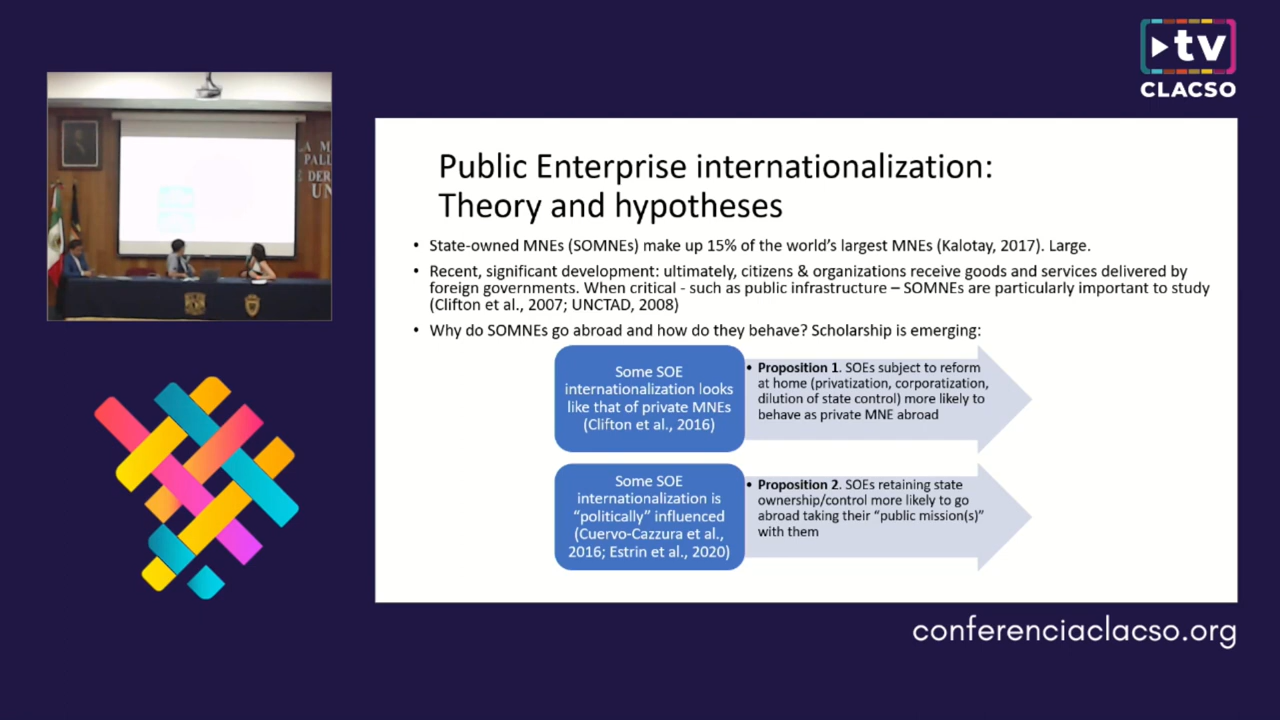 tv
CLACSO
LA M
PALU
E DER
UN
Public Enterprise internationalization:
Theory and hypotheses
• State-owned MNEs (SOMNEs) make up 15% of the world’s largest MNEs (Kalotay, 2017). Large.
• Recent, significant development: ultimately, citizens & organizations receive goods and services delivered by
foreign governments. When critical - such as public infrastructure – SOMNEs are particularly important to study
(Clifton et al., 2007; UNCTAD, 2008)
• Why do SOMNEs go abroad and how do they behave? Scholarship is emerging:
Some SOE
internationalization looks
like that of private MNEs
(Clifton et al., 2016)
• Proposition 1. SOEs subject to reform
at home (privatization, corporatization,
dilution of state control) more likely to
behave as private MNE abroad
Some SOE
internationalization is
“politically” influenced
(Cuervo-Cazzura et al.,
2016; Estrin et al., 2020)
• Proposition 2. SOEs retaining state
ownership/control more likely to go
abroad taking their “public mission(s)”
with them
conferenciaclacso.org